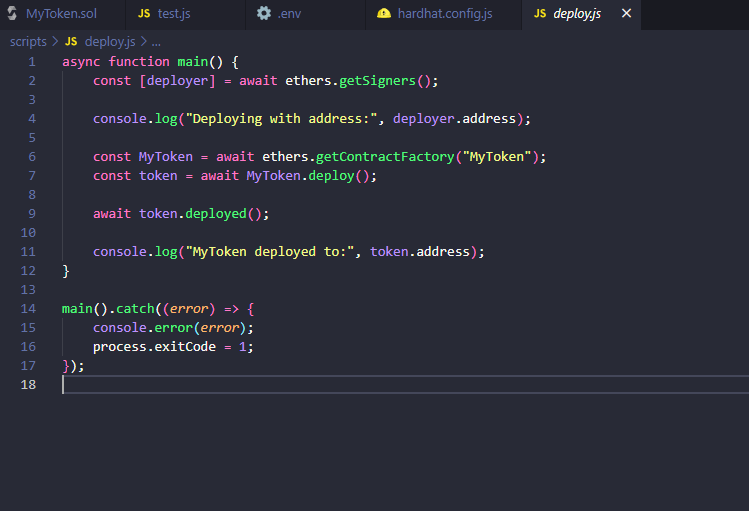 MyToken.sol JS test.js .env hardhat.config.js JS deploy.js
scripts > JS deploy.js > ...
1 async function main() {
2 const [deployer] = await ethers.getSigners();
3
4 console.log("Deploying with address:", deployer.address);
5
6 const MyToken = await ethers.getContractFactory("MyToken");
7 const token = await MyToken.deploy();
8
9 await token.deployed();
10
11 console.log("MyToken deployed to:", token.address);
12 }
13
14 main().catch((error) => {
15 console.error(error);
16 process.exitCode = 1;
17 });
18